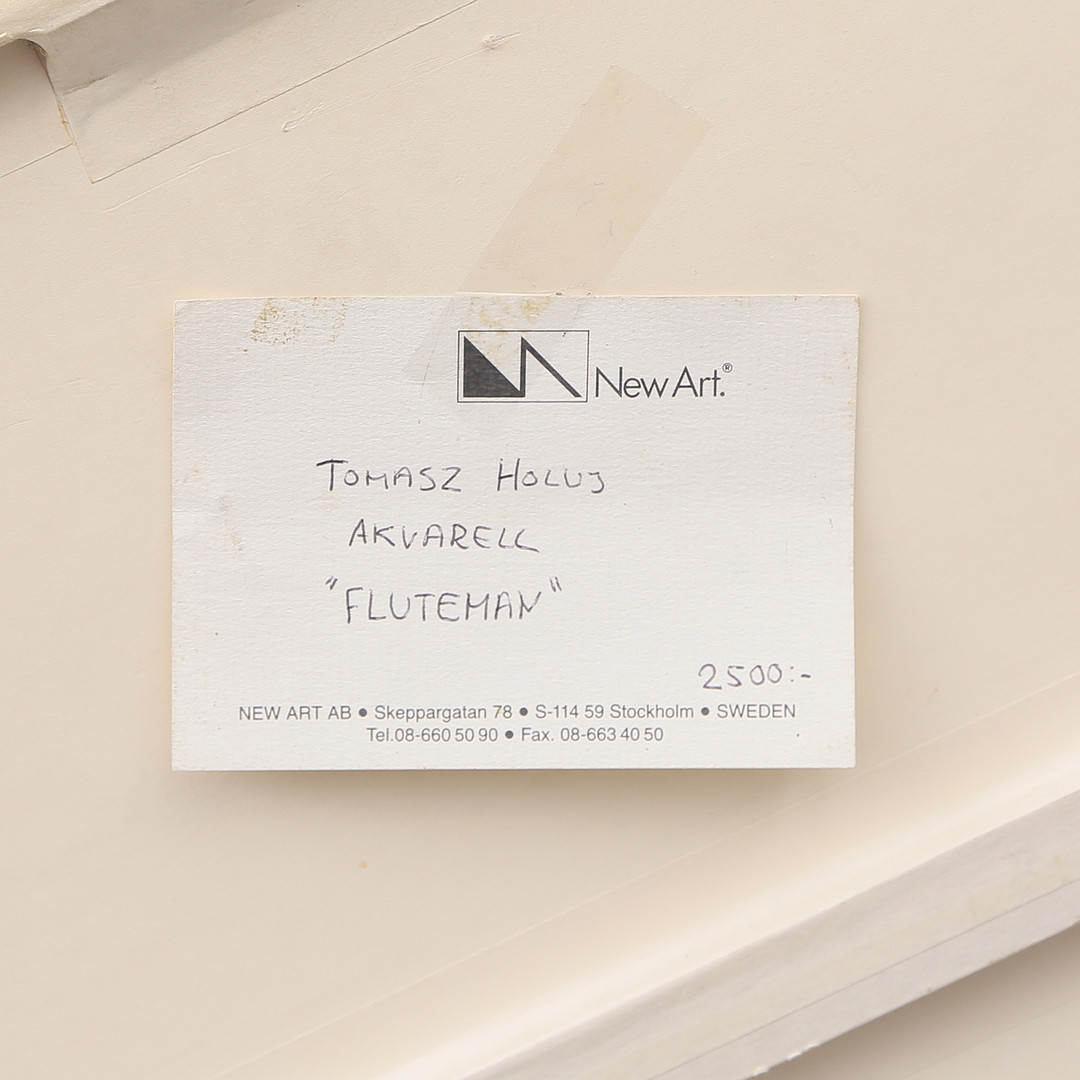 New Art.®
TOMASZ HOLUJ
AKVARELL
"FLUTEMAN"
2500:-
NEW ART AB • Skeppargatan 78 • S-114 59 Stockholm • SWEDEN
Tel.08-660 50 90 • Fax. 08-663 40 50